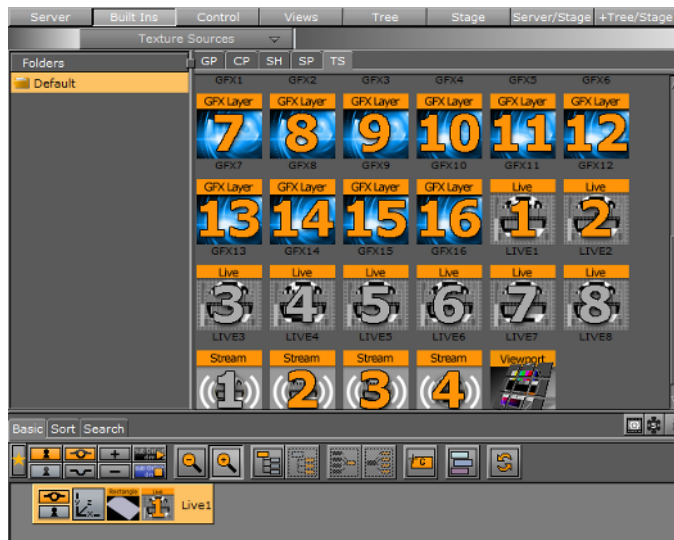 Server Built Ins Control Views Tree Stage Server/Stage +Tree/Stage
Texture Sources
Folders GP CP SH SP TS
Default
GFX1 GFX2 GFX3 GFX4 GFX5 GFX6
GFX Layer GFX Layer GFX Layer GFX Layer GFX Layer GFX Layer
7 8 9 10 11 12
GFX7 GFX8 GFX9 GFX10 GFX11 GFX12
GFX Layer GFX Layer GFX Layer GFX Layer Live Live
13 14 15 16 1 2
GFX13 GFX14 GFX15 GFX16 LIVE1 LIVE2
Live Live Live Live Live Live
3 4 5 6 7 8
LIVE3 LIVE4 LIVE5 LIVE6 LIVE7 LIVE8
Stream Stream Stream Stream Viewport
1 2 3 4
Basic Sort Search
Rectangle Live
1
Live1